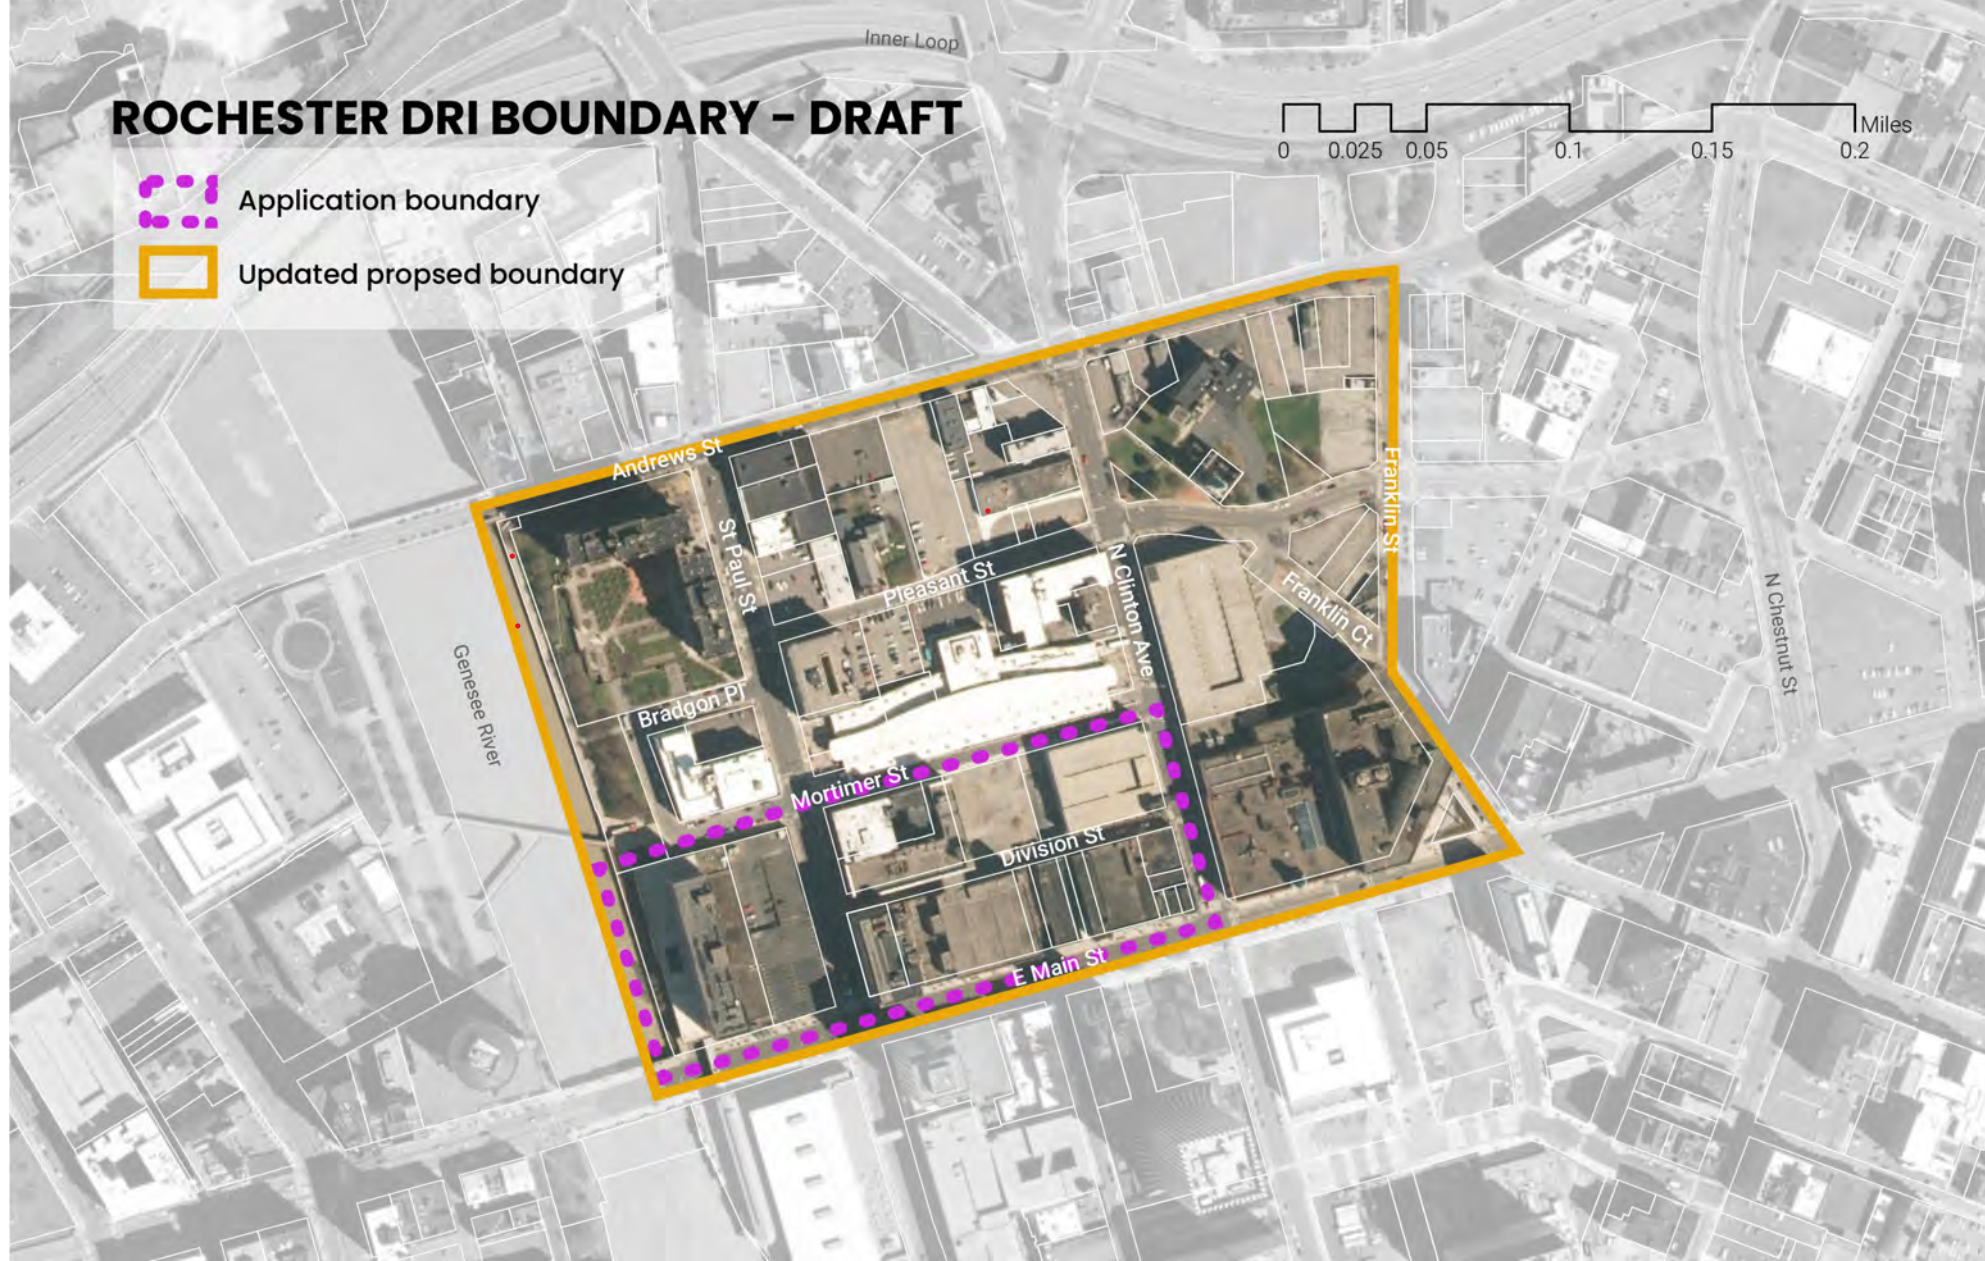 Inner Loop
ROCHESTER DRI BOUNDARY - DRAFT
Miles
0 0.025 0.05 0.1 0.15 0.2
Application boundary
Updated propsed boundary
Andrews St
Franklin St
St Paul St
Pleasant St
N Clinton Ave
Franklin Ct
N Chestnut St
Genesee River
Bradgon Pl
Mortimer St
Division St
E Main St